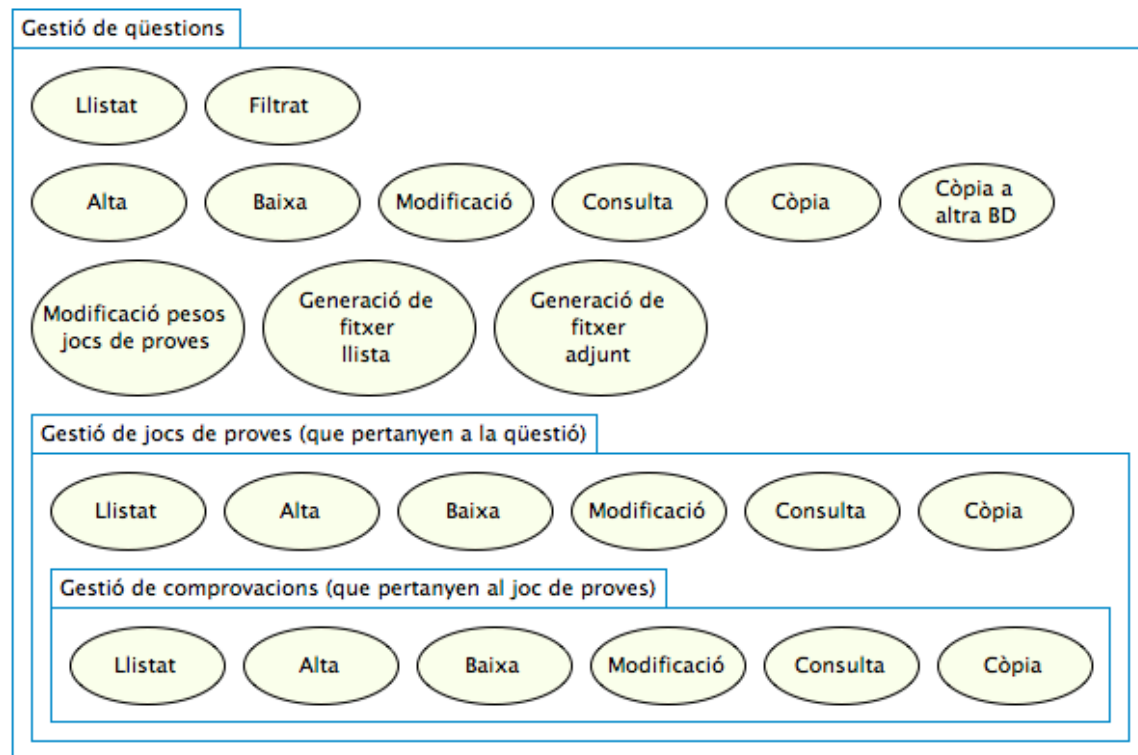 Gestió de qüestions
Llistat
Filtrat
Alta
Baixa
Modificació
Consulta
Còpia
Còpia a
altra BD
Modificació pesos
jocs de proves
Generació de
fitxer
llista
Generació de
fitxer
adjunt
Gestió de jocs de proves (que pertanyen a la qüestió)
Llistat
Alta
Baixa
Modificació
Consulta
Còpia
Gestió de comprovacions (que pertanyen al joc de proves)
Llistat
Alta
Baixa
Modificació
Consulta
Còpia